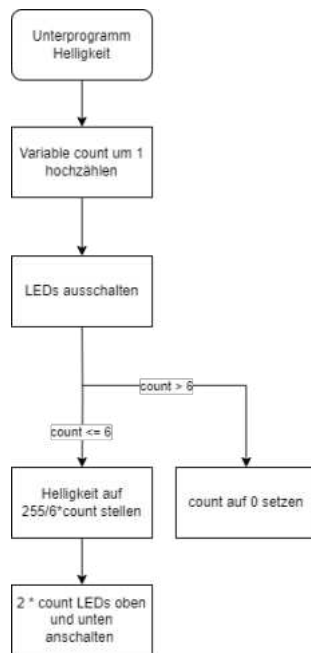 Unterprogramm
Helligkeit
Variable count um 1
hochzählen
LEDs ausschalten
count > 6
count <= 6
Helligkeit auf
255/6*count stellen
count auf 0 setzen
2 * count LEDs oben
und unten
anschalten